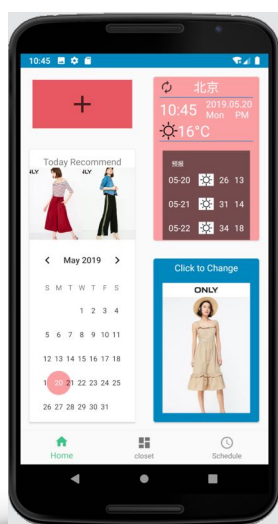 10:45
+
Today Recommend
NLY
ONLY
May 2019
S M T W T F S
1 2 3 4
5 6 7 8 9 10 11
12 13 14 15 16 17 18
1 20 21 22 23 24 25
26 27 28 29 30 31
北京
10:45 2019.05.20
Mon PM
16°C
预报
05-20 26 13
05-21 31 14
05-22 34 18
Click to Change
ONLY
Home
closet
Schedule